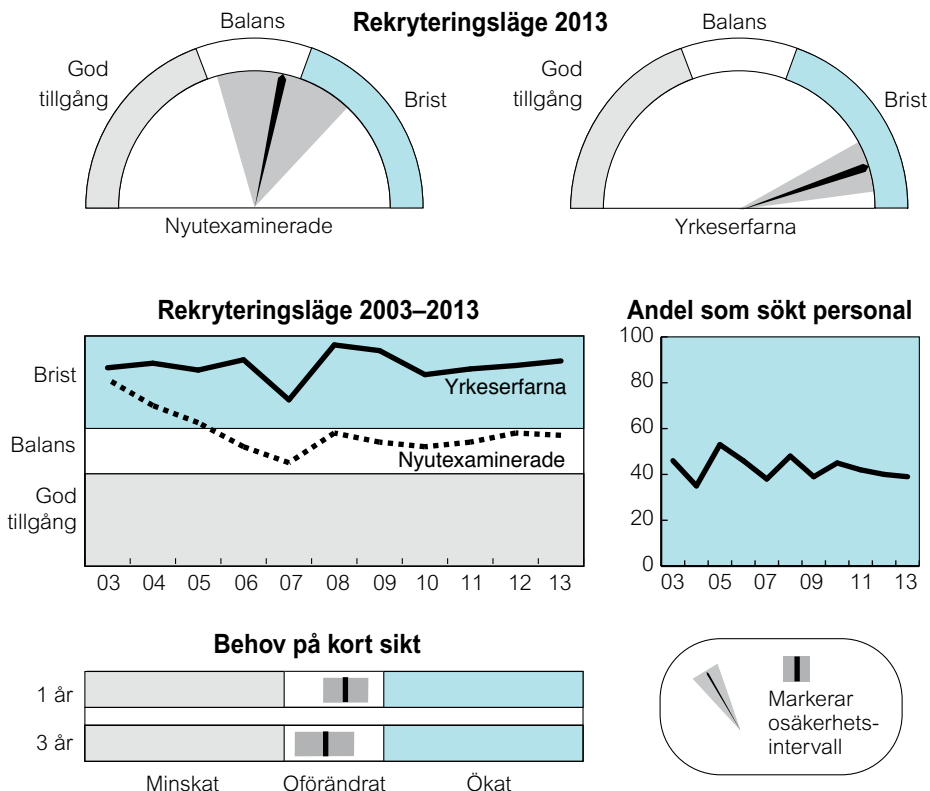 Rekryteringsläge 2013
Balans
God
tillgång
Brist
Nyutexaminerade
Balans
God
tillgång
Brist
Yrkeserfarna
Rekryteringsläge 2003–2013
Brist
Balans
God
tillgång
Yrkeserfarna
Nyutexaminerade
03 04 05 06 07 08 09 10 11 12 13
Andel som sökt personal
100
80
60
40
20
0
03 05 07 09 11 13
Behov på kort sikt
1 år
3 år
Minskat Oförändrat Ökat
Markerar
osäkerhets-
intervall